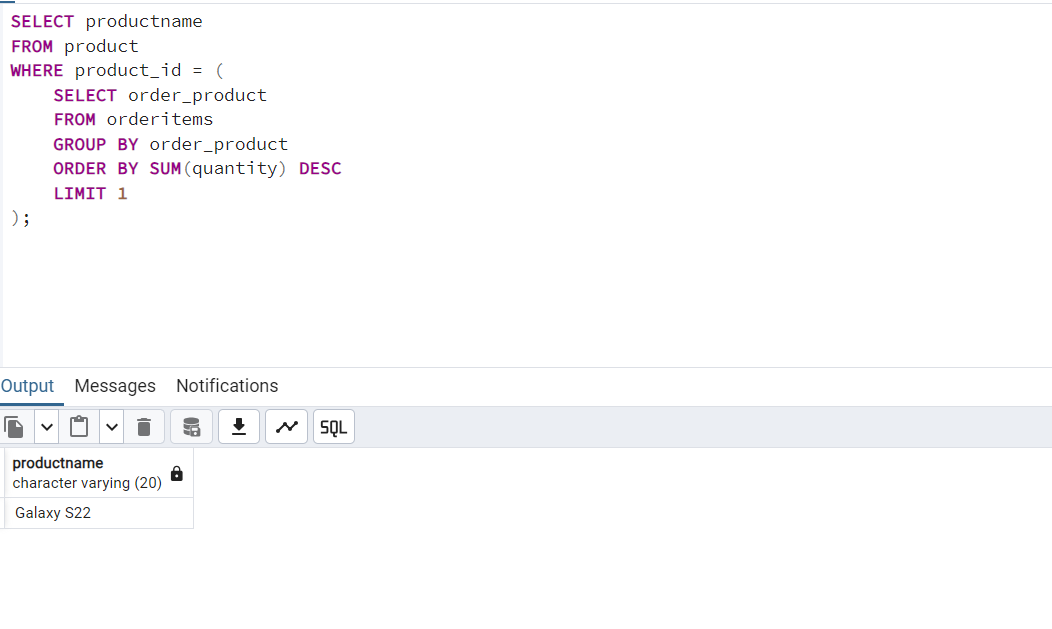 SELECT productname
FROM product
WHERE product_id = (
    SELECT order_product
    FROM orderitems
    GROUP BY order_product
    ORDER BY SUM(quantity) DESC
    LIMIT 1
);
Output Messages Notifications
SQL
productname
character varying (20)
Galaxy S22